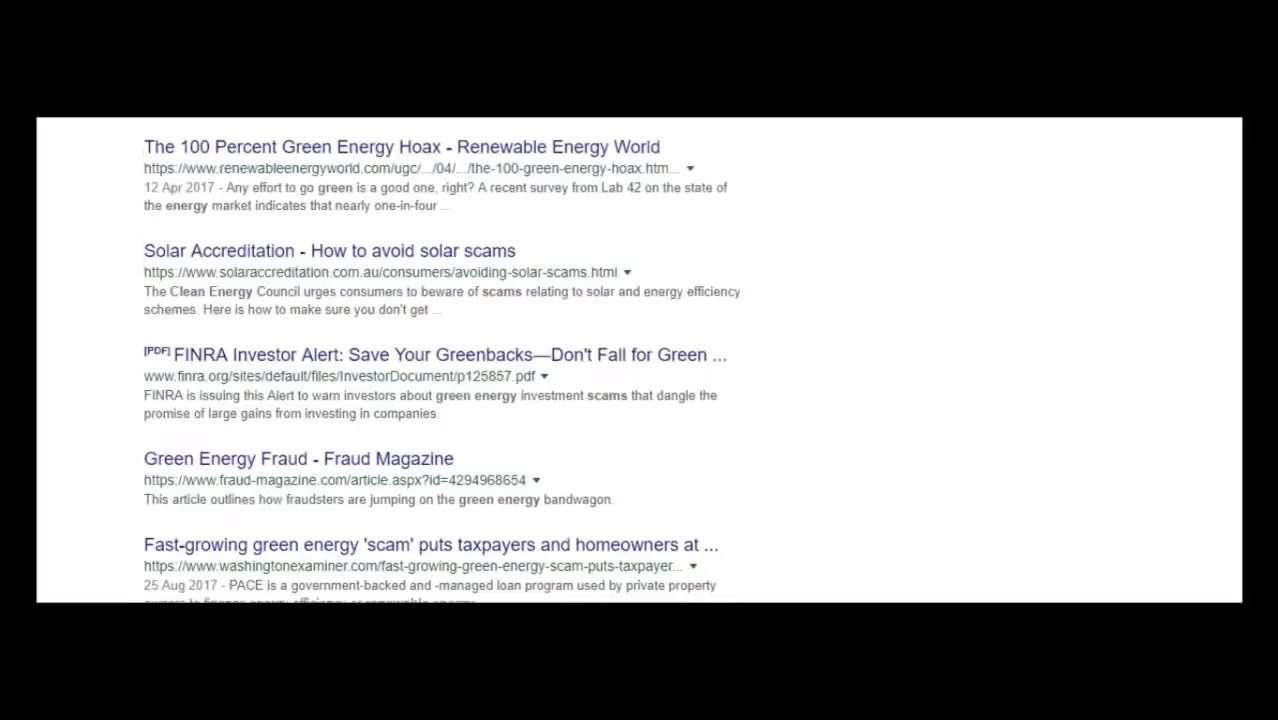 The 100 Percent Green Energy Hoax - Renewable Energy World
https://www.renewableenergyworld.com/ugc/.../04/.../the-100-green-energy-hoax.htm...
12 Apr 2017 - Any effort to go green is a good one, right? A recent survey from Lab 42 on the state of
the energy market indicates that nearly one-in-four ...
Solar Accreditation - How to avoid solar scams
https://www.solaraccreditation.com.au/consumers/avoiding-solar-scams.html
The Clean Energy Council urges consumers to beware of scams relating to solar and energy efficiency
schemes. Here is how to make sure you don't get ...
[PDF] FINRA Investor Alert: Save Your Greenbacks—Don't Fall for Green ...
www.finra.org/sites/default/files/InvestorDocument/p125857.pdf
FINRA is issuing this Alert to warn investors about green energy investment scams that dangle the
promise of large gains from investing in companies.
Green Energy Fraud - Fraud Magazine
https://www.fraud-magazine.com/article.aspx?id=4294968654
This article outlines how fraudsters are jumping on the green energy bandwagon.
Fast-growing green energy 'scam' puts taxpayers and homeowners at ...
https://www.washingtonexaminer.com/fast-growing-green-energy-scam-puts-taxpayer...
25 Aug 2017 - PACE is a government-backed and -managed loan program used by private property
owners to finance energy efficiency or renewable energy